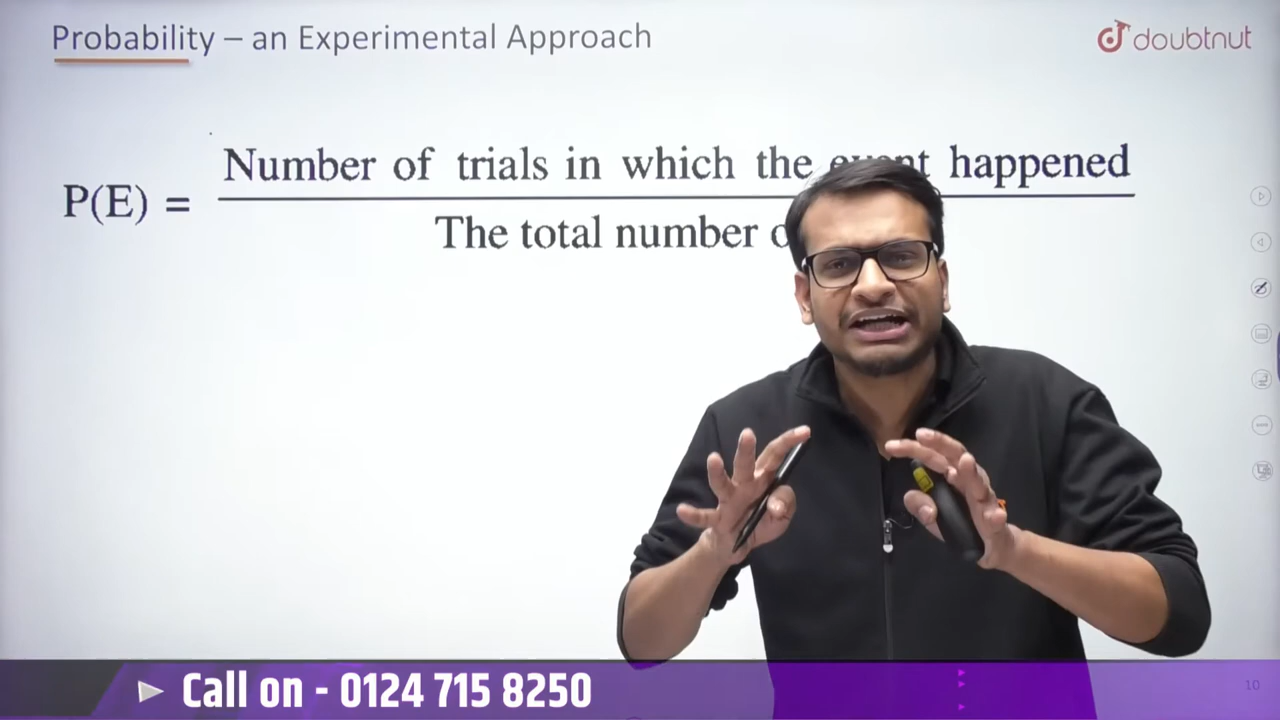 Probability – an Experimental Approach
doubtnut
Number of trials in which the event happened
P(E) =
The total number
Call on - 0124 715 8250
10